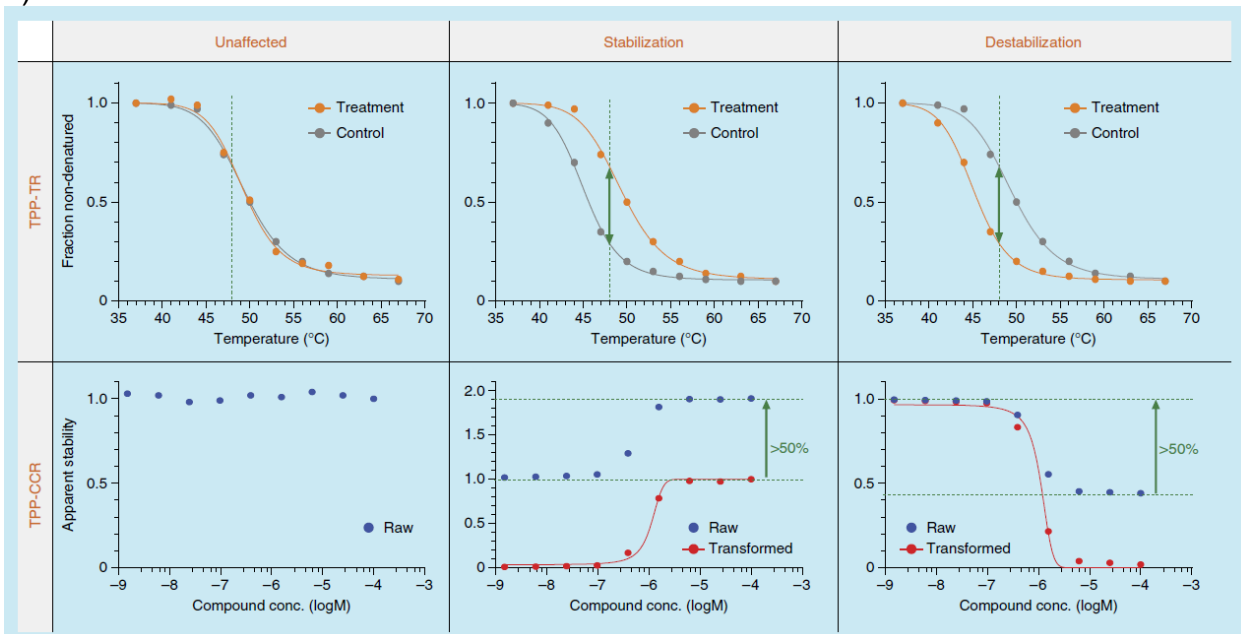 Unaffected
Stabilization
Destabilization
TPP-TR
Fraction non-denatured
1.0
0.5
0
35 40 45 50 55 60 65 70
Temperature (°C)
Treatment
Control
1.0
0.5
0
35 40 45 50 55 60 65 70
Temperature (°C)
Treatment
Control
1.0
0.5
0
35 40 45 50 55 60 65 70
Temperature (°C)
Treatment
Control
TPP-CCR
Apparent stability
1.0
0.5
0
–9 –8 –7 –6 –5 –4 –3
Compound conc. (logM)
Raw
2.0
1.5
1.0
0.5
0
–9 –8 –7 –6 –5 –4 –3
Compound conc. (logM)
>50%
Raw
Transformed
1.0
0.5
0
–9 –8 –7 –6 –5 –4 –3
Compound conc. (logM)
>50%
Raw
Transformed